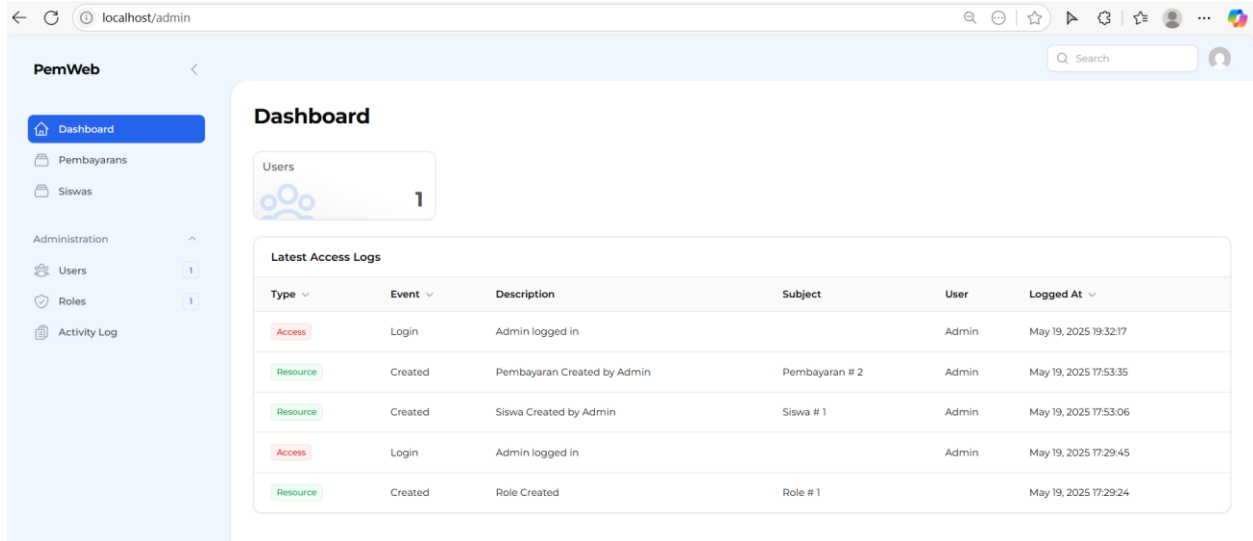 localhost/admin
PemWeb
Search
Dashboard
Pembayarans
Siswas
Administration
Users 1
Roles 1
Activity Log
Dashboard
Users
1
Latest Access Logs
Type Event Description Subject User Logged At
Access Login Admin logged in Admin May 19, 2025 19:32:17
Resource Created Pembayaran Created by Admin Pembayaran # 2 Admin May 19, 2025 17:53:35
Resource Created Siswa Created by Admin Siswa # 1 Admin May 19, 2025 17:53:06
Access Login Admin logged in Admin May 19, 2025 17:29:45
Resource Created Role Created Role # 1 May 19, 2025 17:29:24